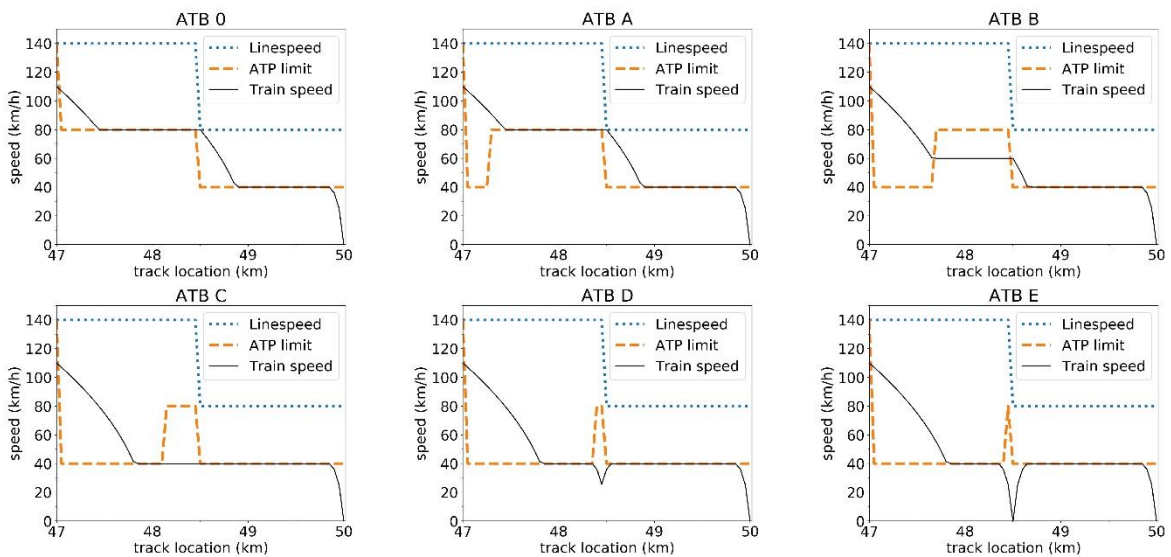 ATB 0
140
120
100
80
60
40
20
0
speed (km/h)
Linespeed
ATP limit
Train speed
47 48 49 50
track location (km)
ATB A
140
120
100
80
60
40
20
0
speed (km/h)
Linespeed
ATP limit
Train speed
47 48 49 50
track location (km)
ATB B
140
120
100
80
60
40
20
0
speed (km/h)
Linespeed
ATP limit
Train speed
47 48 49 50
track location (km)
ATB C
140
120
100
80
60
40
20
0
speed (km/h)
Linespeed
ATP limit
Train speed
47 48 49 50
track location (km)
ATB D
140
120
100
80
60
40
20
0
speed (km/h)
Linespeed
ATP limit
Train speed
47 48 49 50
track location (km)
ATB E
140
120
100
80
60
40
20
0
speed (km/h)
Linespeed
ATP limit
Train speed
47 48 49 50
track location (km)